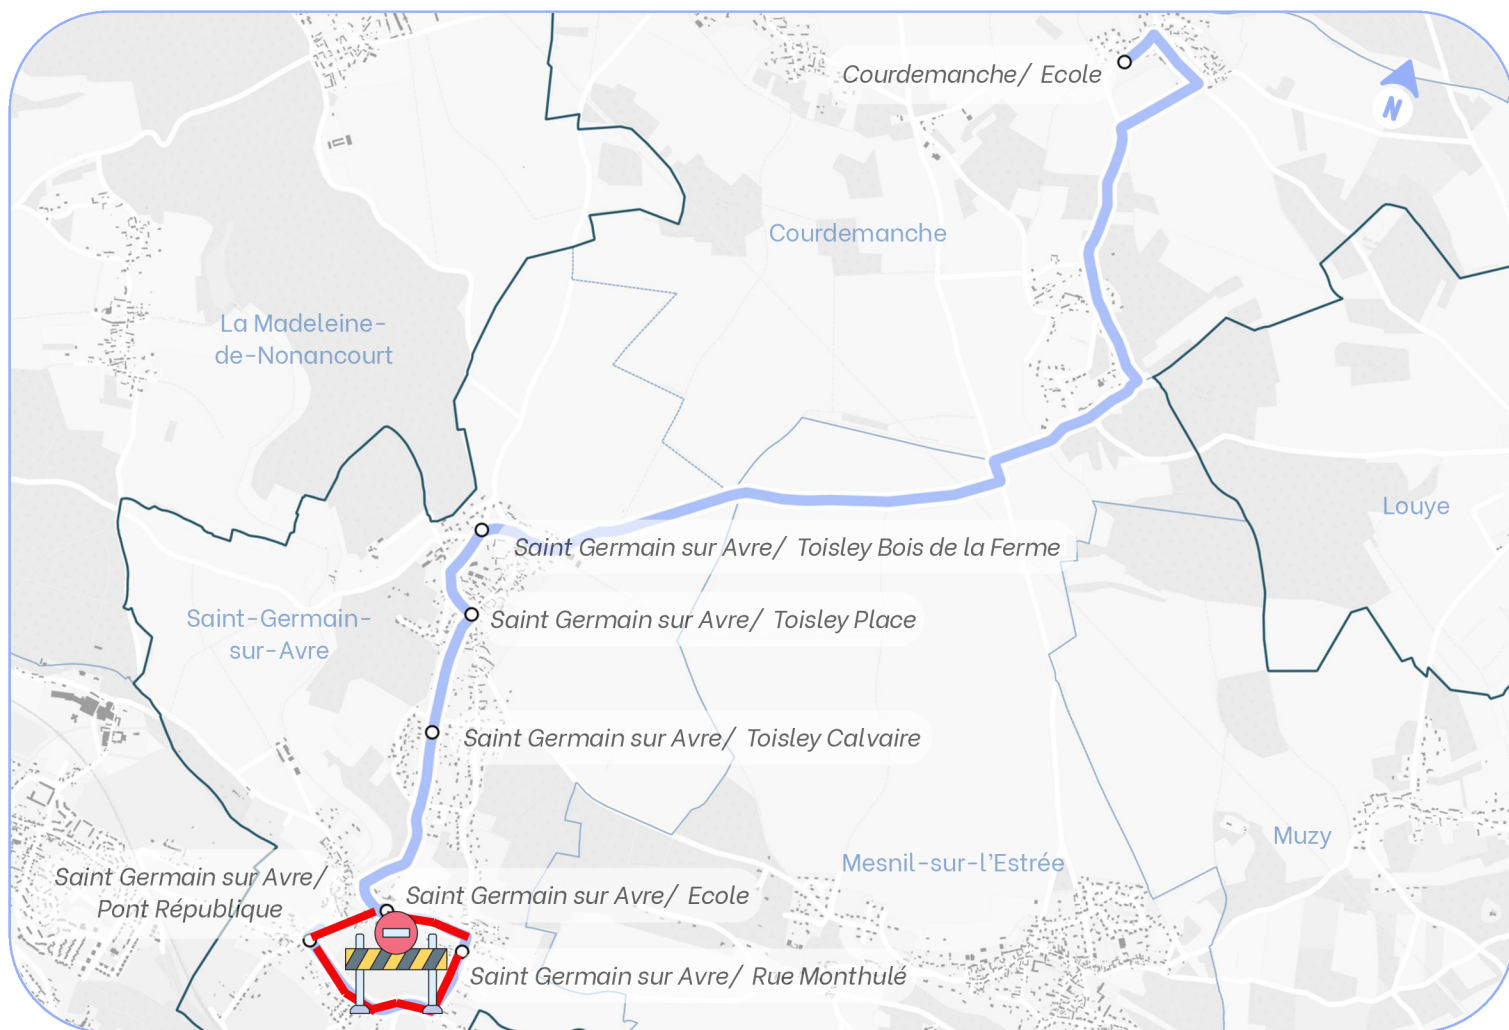 Courdemanche/ Ecole
N
Courdemanche
La Madeleine-
de-Nonancourt
Louye
Saint Germain sur Avre/ Toisley Bois de la Ferme
Saint-Germain-
sur-Avre
Saint Germain sur Avre/ Toisley Place
Saint Germain sur Avre/ Toisley Calvaire
Muzy
Mesnil-sur-l'Estrée
Saint Germain sur Avre/
Pont République
Saint Germain sur Avre/ Ecole
Saint Germain sur Avre/ Rue Monthulé